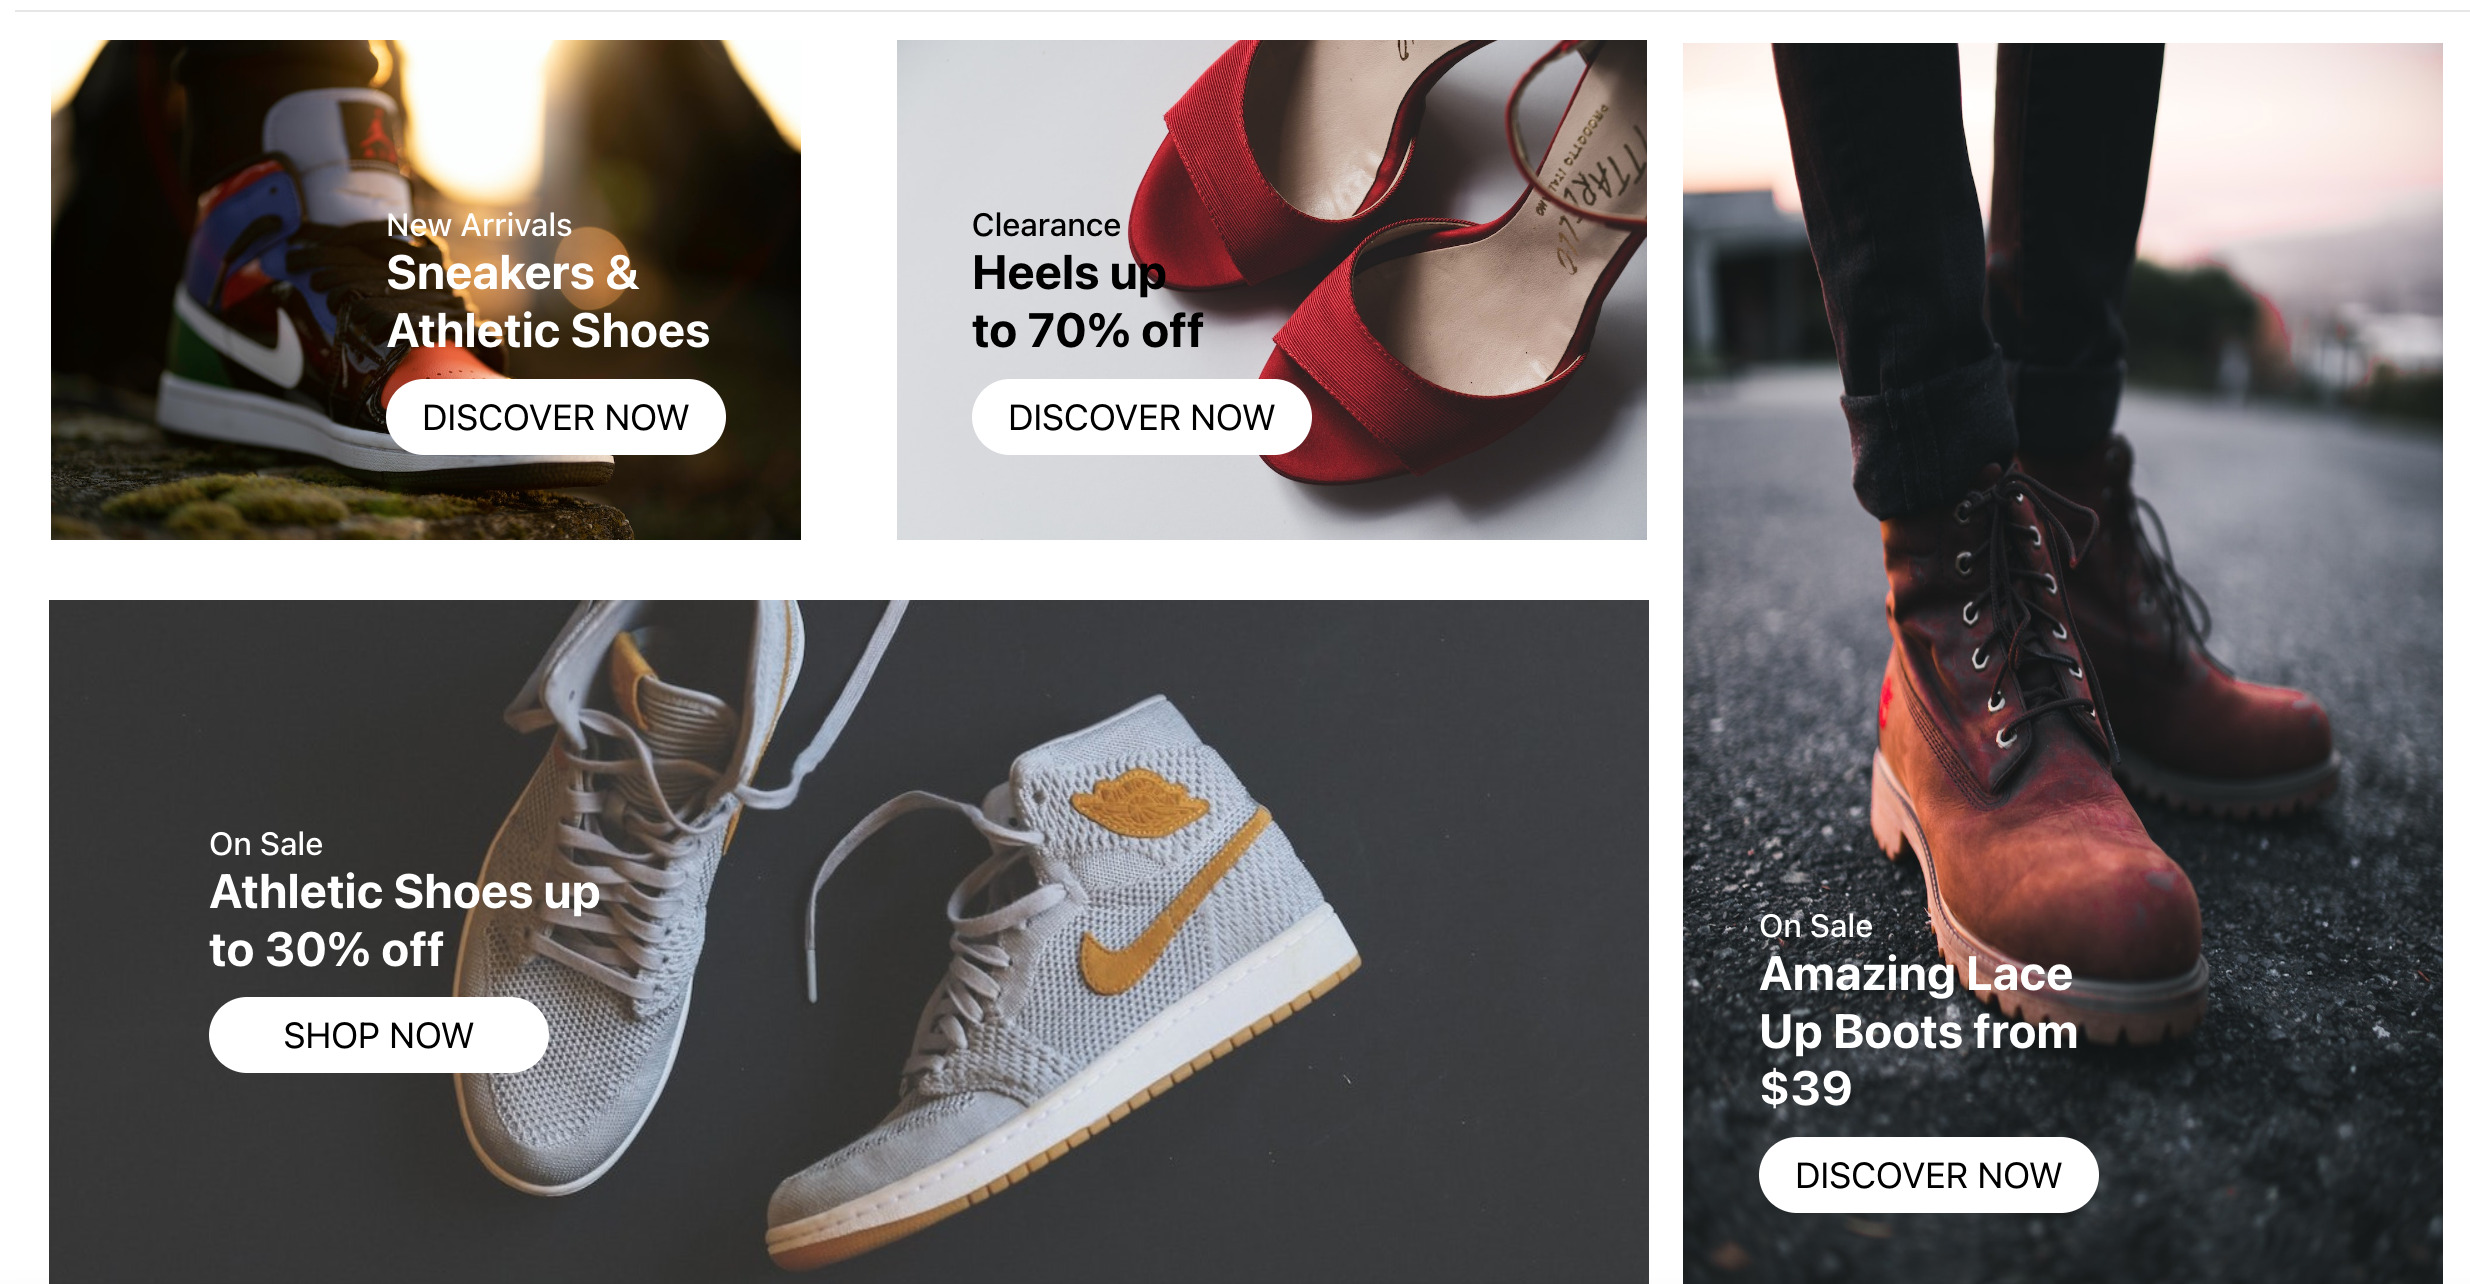 New Arrivals
Sneakers &
Athletic Shoes
DISCOVER NOW
Clearance
Heels up
to 70% off
DISCOVER NOW
On Sale
Athletic Shoes up
to 30% off
SHOP NOW
On Sale
Amazing Lace
Up Boots from
$39
DISCOVER NOW